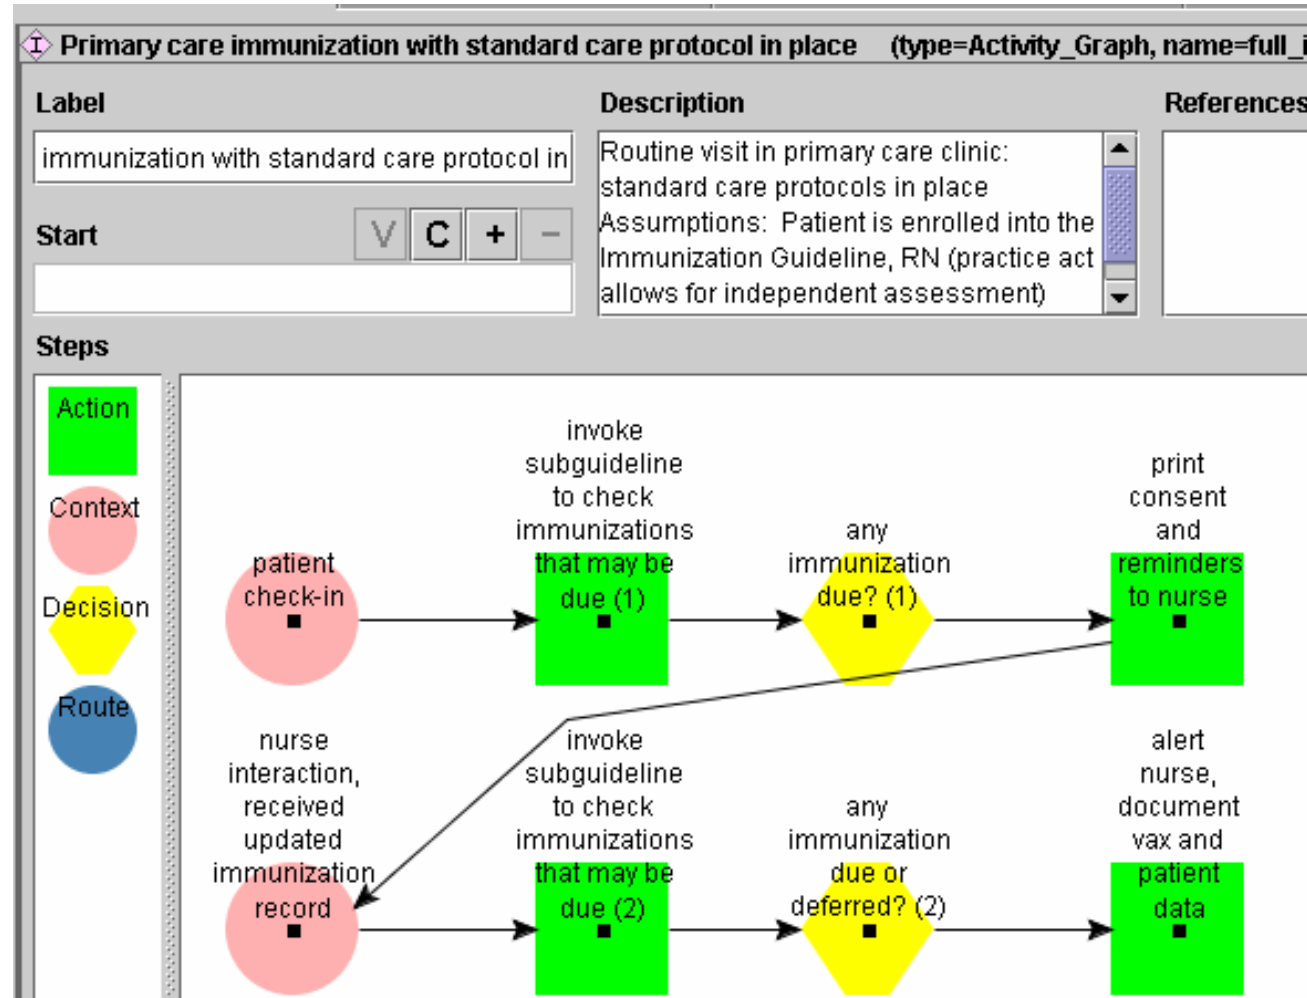 Primary care immunization with standard care protocol in place (type=Activity_Graph, name=full_i
Label
immunization with standard care protocol in
Description
Routine visit in primary care clinic:
standard care protocols in place
Assumptions: Patient is enrolled into the
Immunization Guideline, RN (practice act
allows for independent assessment)
References
Start
V C + −
Steps
Action
Context
Decision
Route
patient
check-in
invoke
subguideline
to check
immunizations
that may be
due (1)
any
immunization
due? (1)
print
consent
and
reminders
to nurse
nurse
interaction,
received
updated
immunization
record
invoke
subguideline
to check
immunizations
that may be
due (2)
any
immunization
due or
deferred? (2)
alert
nurse,
document
vax and
patient
data